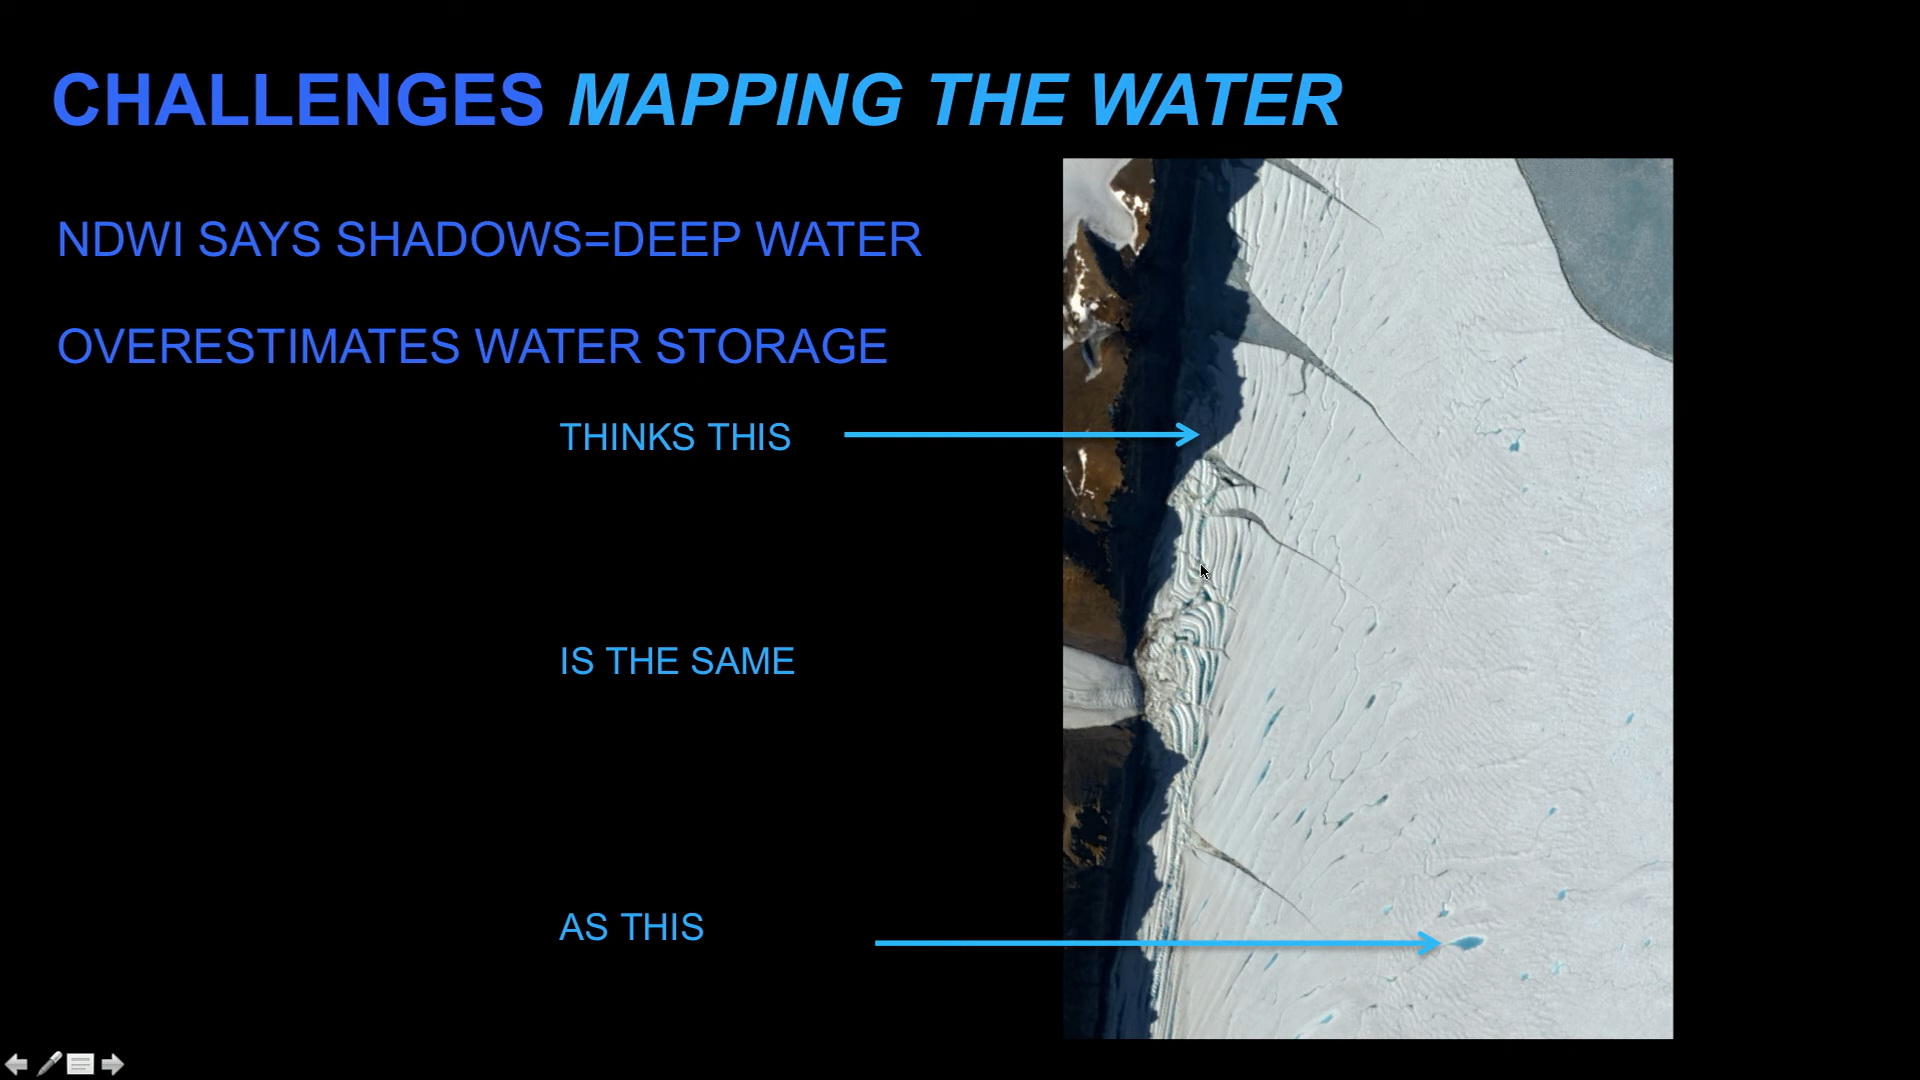 CHALLENGES MAPPING THE WATER
NDWI SAYS SHADOWS=DEEP WATER
OVERESTIMATES WATER STORAGE
THINKS THIS
IS THE SAME
AS THIS